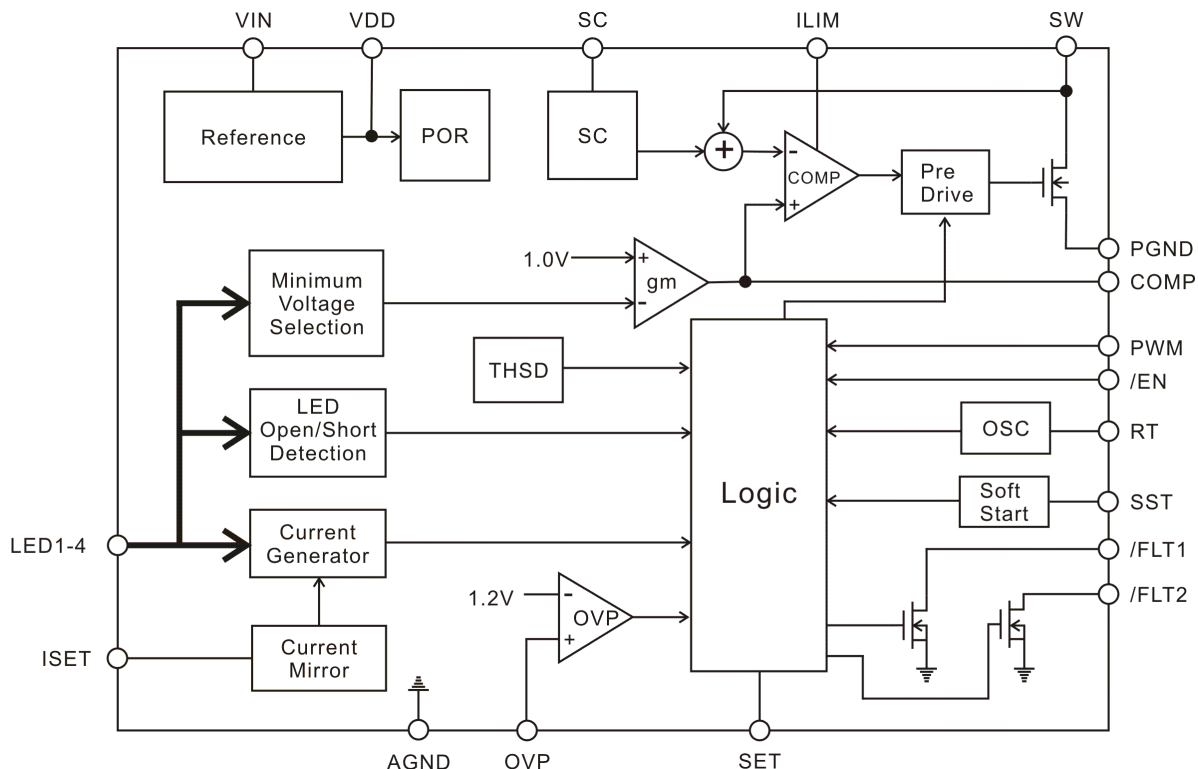 VIN
VDD
SC
ILIM
SW
Reference
POR
SC
+
-
COMP
+
Pre
Drive
PGND
COMP
Minimum
Voltage
Selection
1.0V
+
gm
-
THSD
PWM
/EN
LED
Open/Short
Detection
OSC
RT
Logic
Soft
Start
SST
LED1-4
Current
Generator
/FLT1
1.2V
-
OVP
+
/FLT2
ISET
Current
Mirror
AGND
OVP
SET